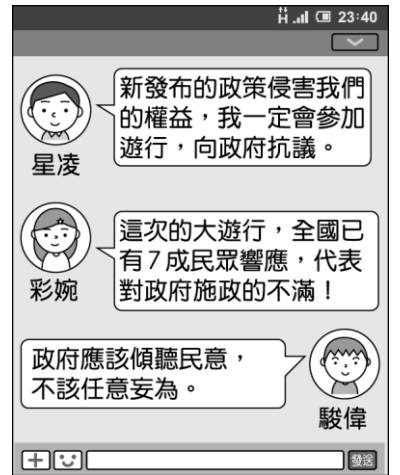 H 23:40
新發布的政策侵害我們
的權益，我一定會參加
遊行，向政府抗議。
星凌
這次的大遊行，全國已
有7成民眾響應，代表
對政府施政的不滿！
彩婉
政府應該傾聽民意，
不該任意妄為。
駿偉
發送